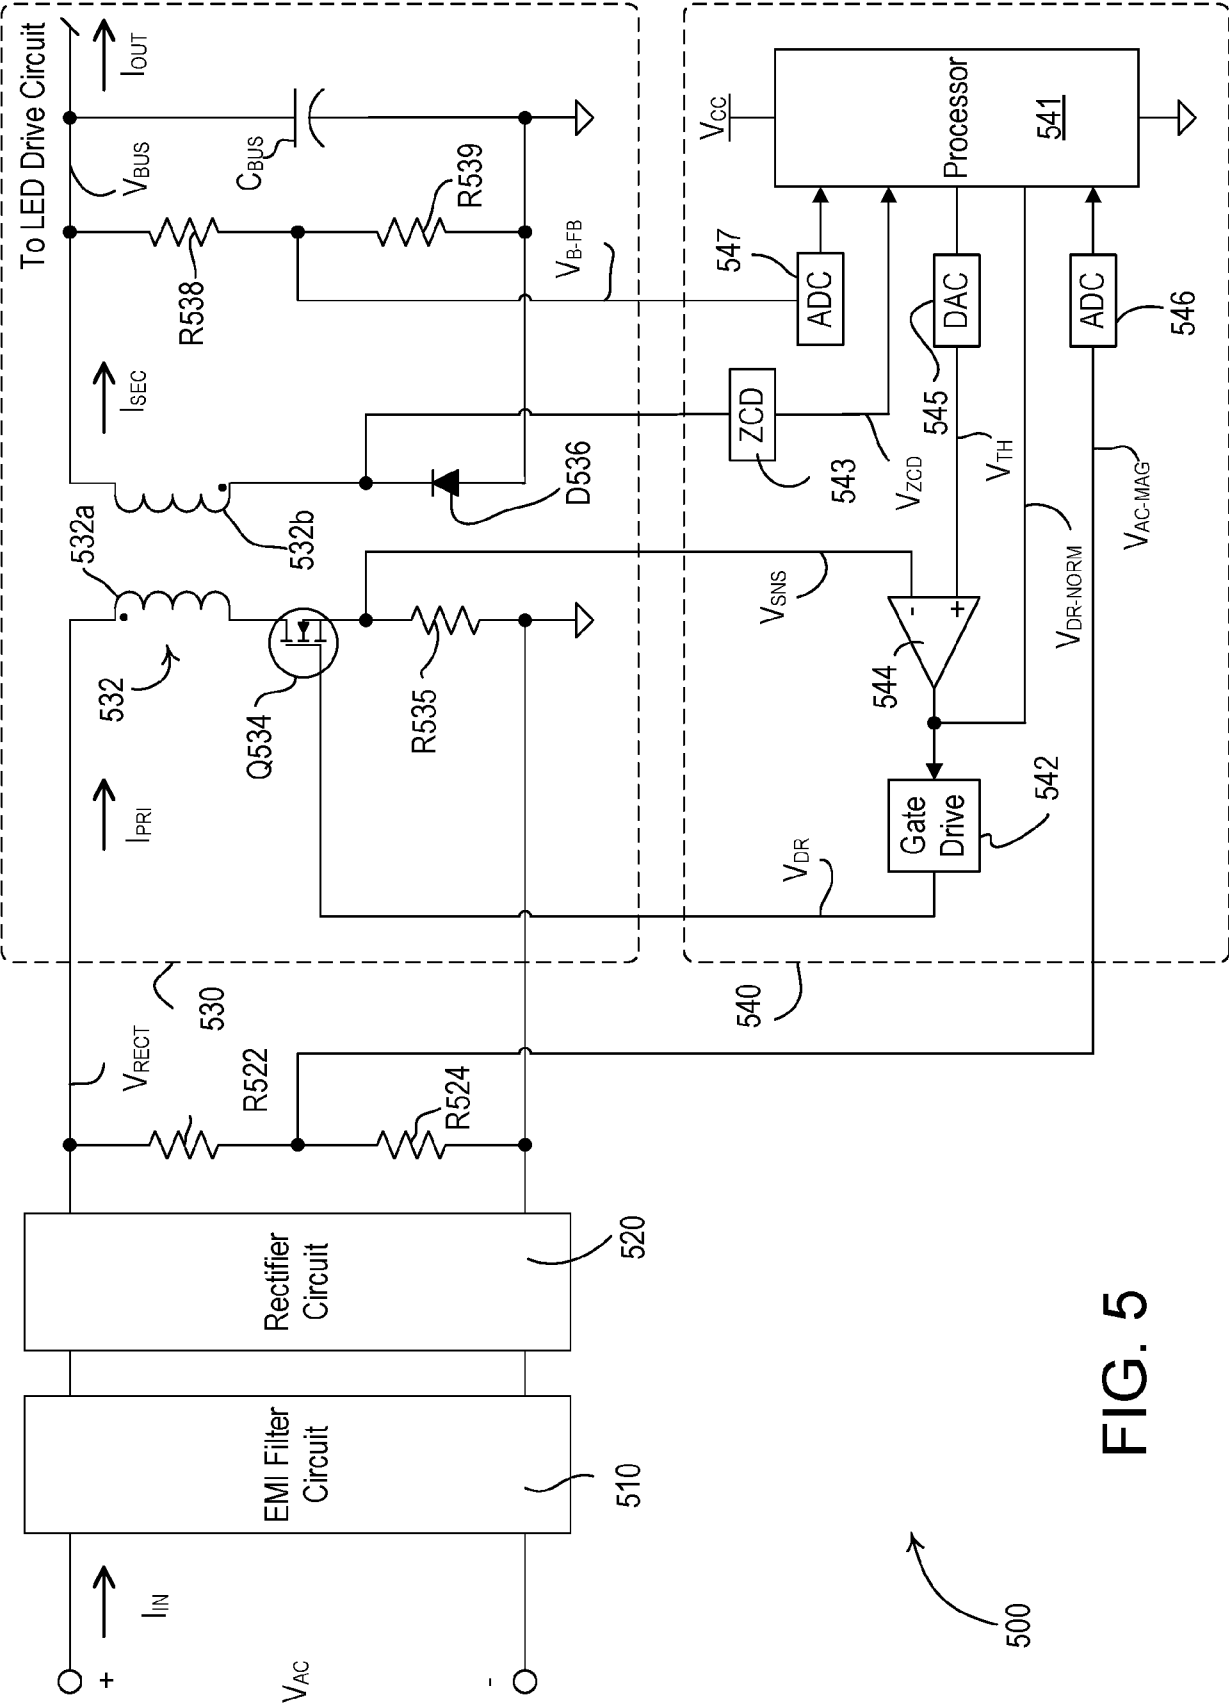 To LED Drive Circuit
IIN
+
VAC
-
EMI Filter
Circuit
510
Rectifier
Circuit
520
VRECT
R522
R524
530
IPRI
532
532a
532b
Q534
R535
ISEC
D536
R538
R539
VBUS
CBUS
IOUT
VB-FB
540
VDR
Gate
Drive
542
544
-
+
VSNS
VTH
VDR-NORM
VAC-MAG
ZCD
543
VZCD
545
DAC
547
ADC
ADC
546
VCC
Processor
541
500
FIG. 5